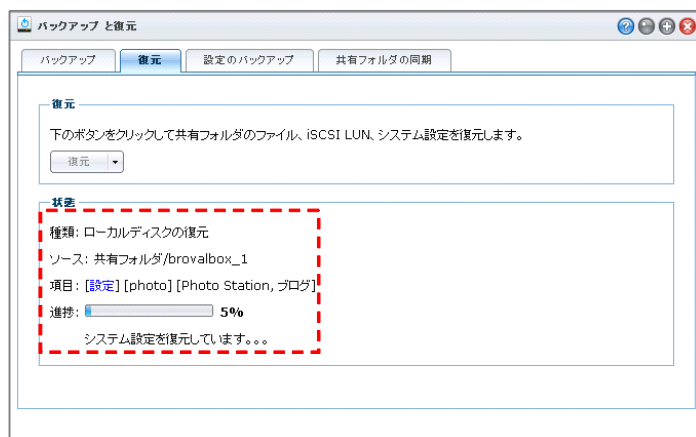 バックアップ と復元
バックアップ
復元
設定のバックアップ
共有フォルダの同期
復元
下のボタンをクリックして共有フォルダのファイル、iSCSI LUN、システム設定を復元します。
復元
状態
種類: ローカルディスクの復元
ソース: 共有フォルダ/brovalbox_1
項目: [設定] [photo] [Photo Station, ブログ]
進捗: 5%
システム設定を復元しています。。。